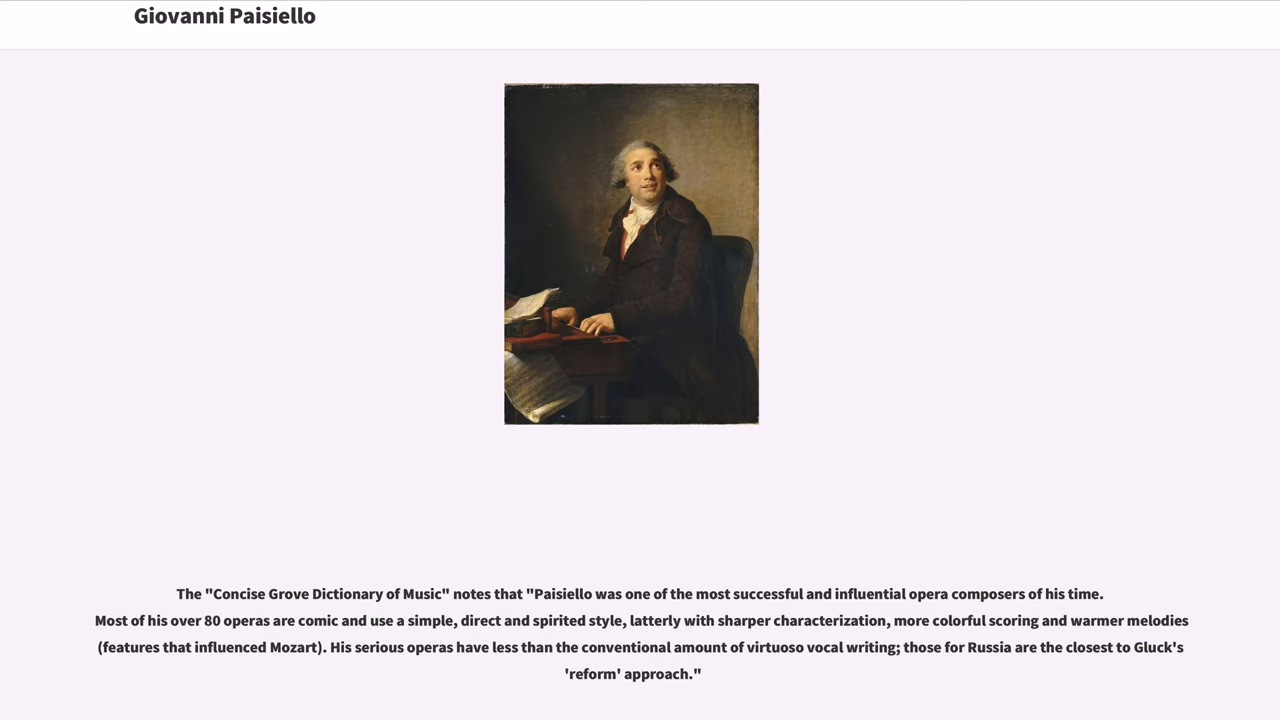 Giovanni Paisiello
The "Concise Grove Dictionary of Music" notes that "Paisiello was one of the most successful and influential opera composers of his time.
Most of his over 80 operas are comic and use a simple, direct and spirited style, latterly with sharper characterization, more colorful scoring and warmer melodies
(features that influenced Mozart). His serious operas have less than the conventional amount of virtuoso vocal writing; those for Russia are the closest to Gluck's
'reform' approach."